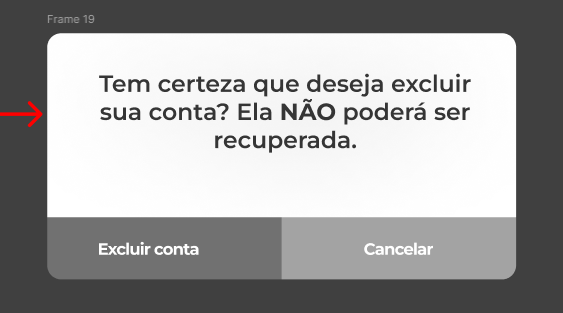 Frame 19
Tem certeza que deseja excluir
sua conta? Ela NÃO poderá ser
recuperada.
Excluir conta
Cancelar